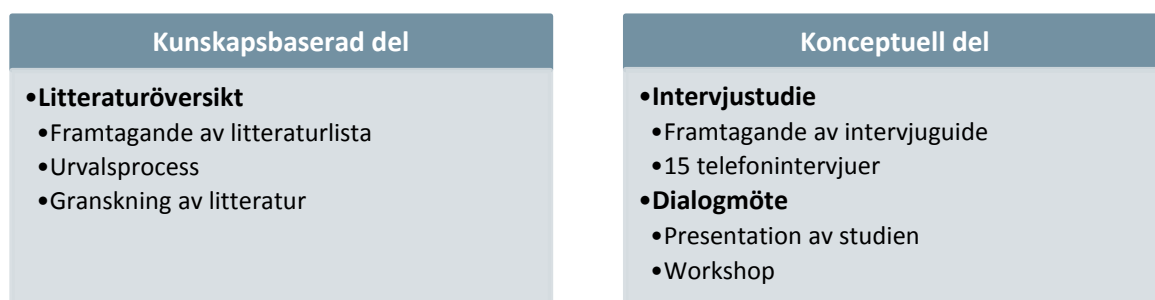 Kunskapsbaserad del
•Litteraturöversikt
•Framtagande av litteraturlista
•Urvalsprocess
•Granskning av litteratur
Konceptuell del
•Intervjustudie
•Framtagande av intervjuguide
•15 telefonintervjuer
•Dialogmöte
•Presentation av studien
•Workshop